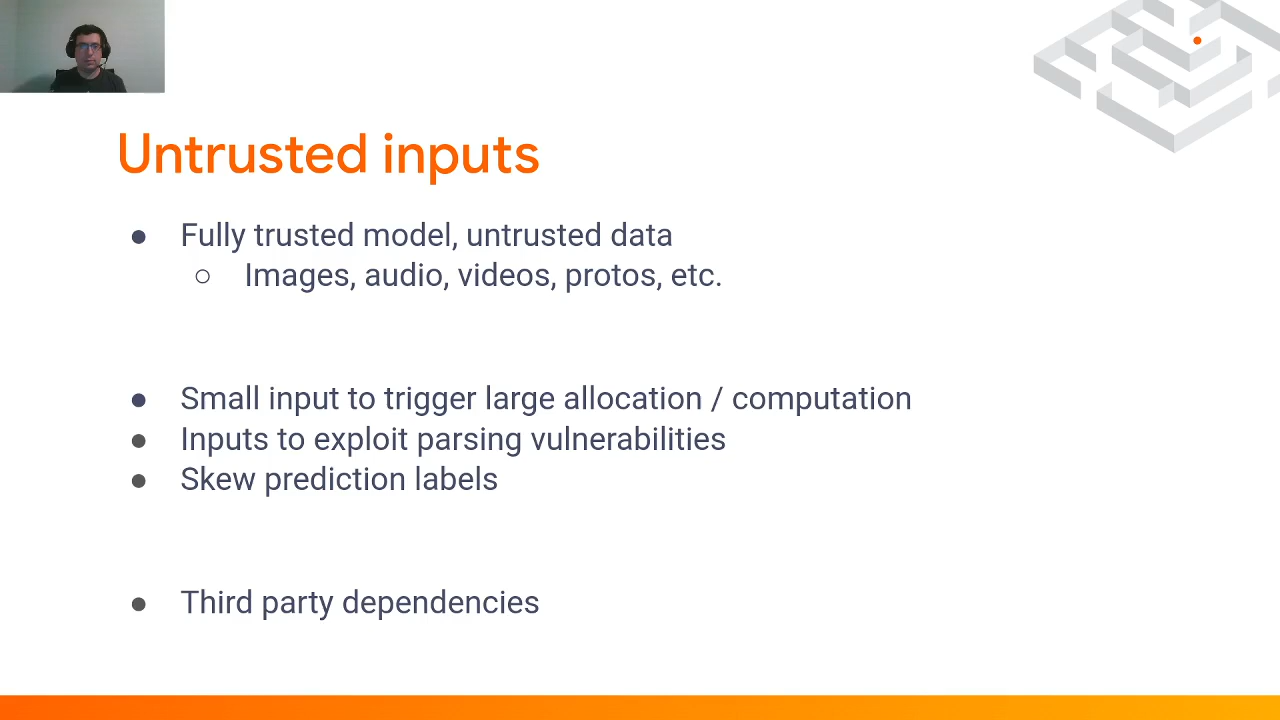 Untrusted inputs
● Fully trusted model, untrusted data
○ Images, audio, videos, protos, etc.
● Small input to trigger large allocation / computation
● Inputs to exploit parsing vulnerabilities
● Skew prediction labels
● Third party dependencies